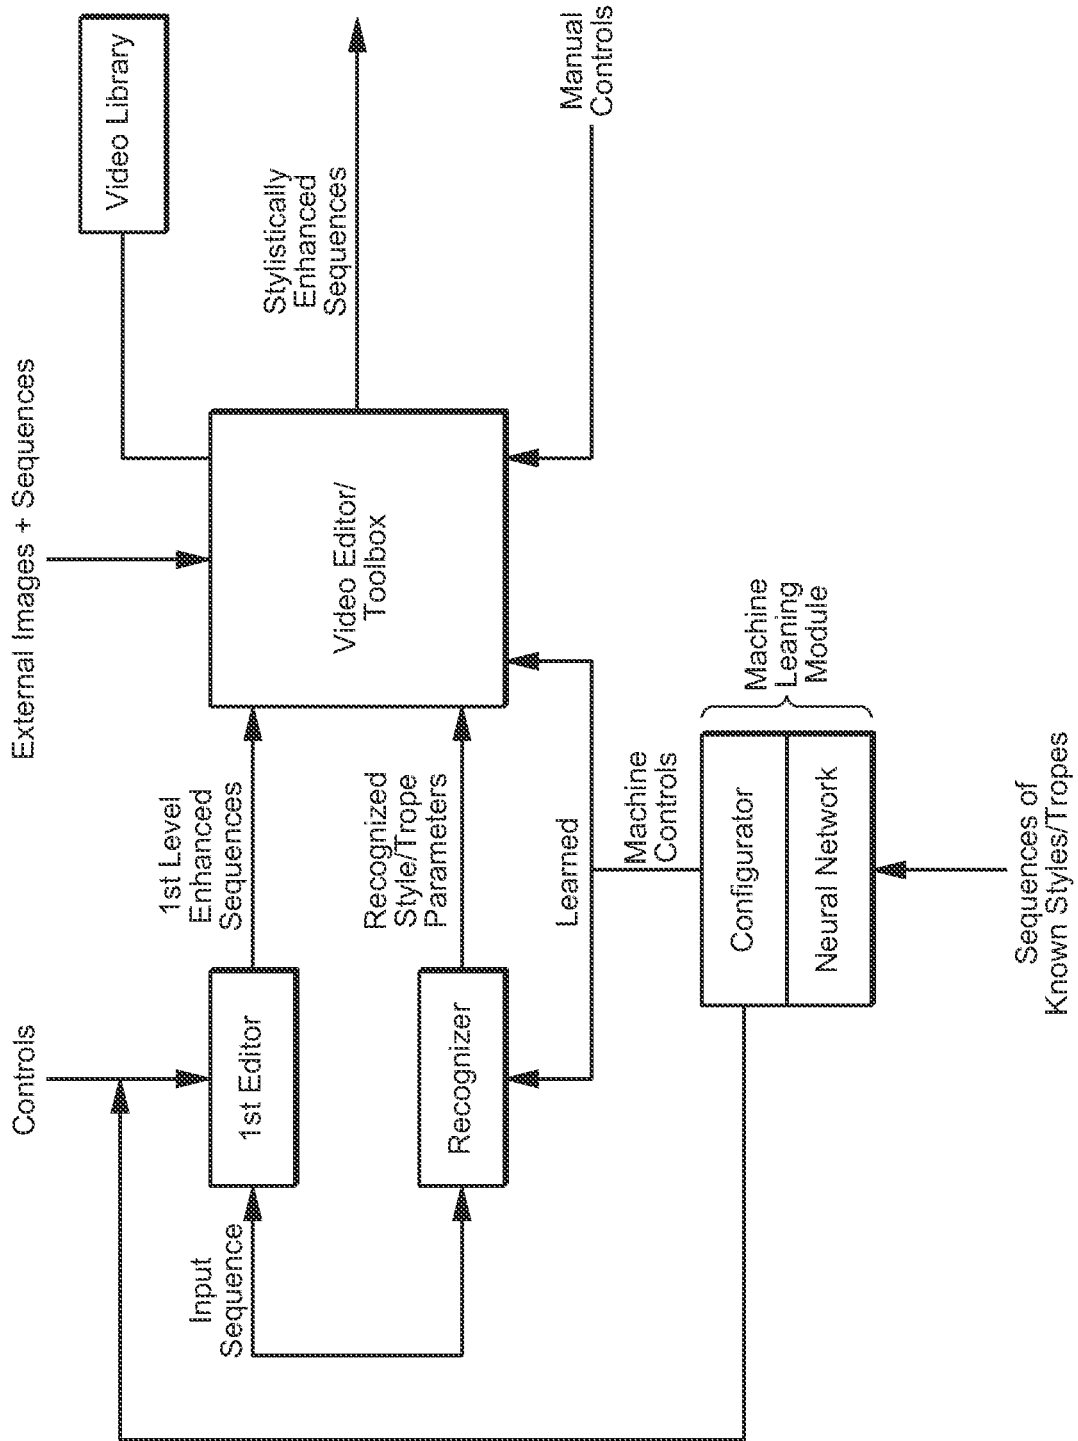 Controls
External Images + Sequences
Video Library
Input
Sequence
1st Editor
1st Level
Enhanced
Sequences
Video Editor/
Toolbox
Stylistically
Enhanced
Sequences
Recognizer
Recognized
Style/Trope
Parameters
Learned
Machine
Controls
Manual
Controls
Configurator
Neural Network
Machine
Leaning
Module
Sequences of
Known Styles/Tropes